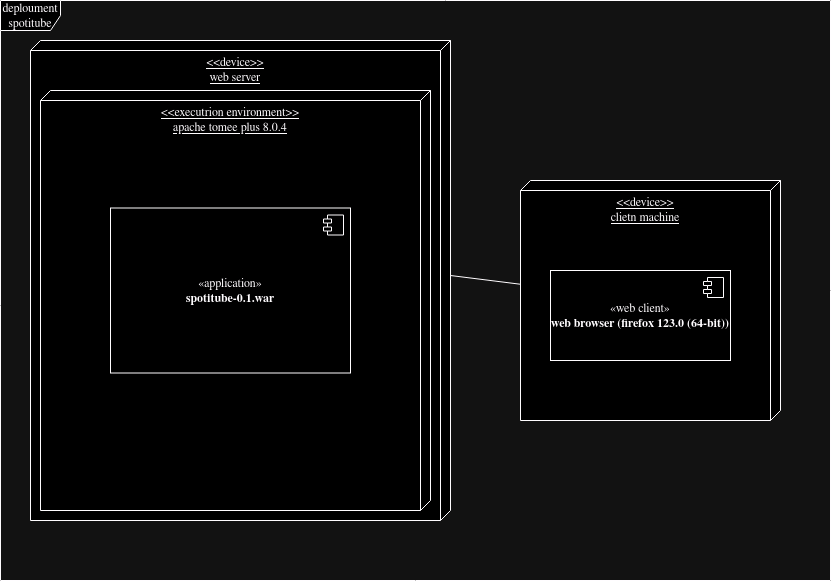 deploument
spotitube
<<device>>
web server
<<executrion environment>>
apache tomee plus 8.0.4
«application»
spotitube-0.1.war
<<device>>
clietn machine
«web client»
web browser (firefox 123.0 (64-bit))